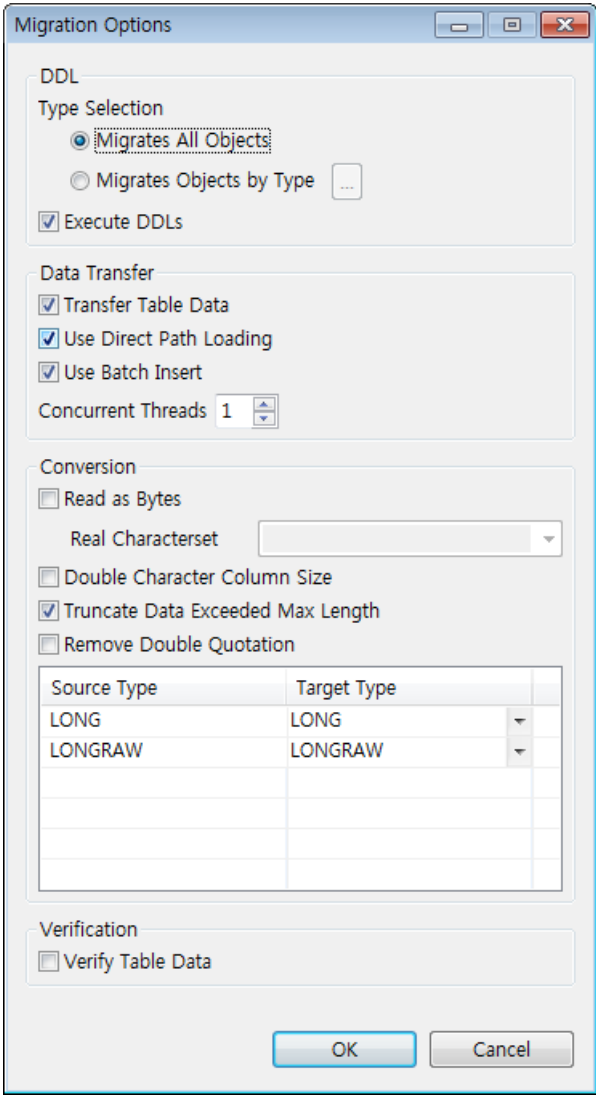 Migration Options
DDL
Type Selection
Migrates All Objects
Migrates Objects by Type ...
Execute DDLs
Data Transfer
Transfer Table Data
Use Direct Path Loading
Use Batch Insert
Concurrent Threads 1
Conversion
Read as Bytes
Real Characterset
Double Character Column Size
Truncate Data Exceeded Max Length
Remove Double Quotation
Source Type Target Type
LONG LONG
LONGRAW LONGRAW
Verification
Verify Table Data
OK Cancel